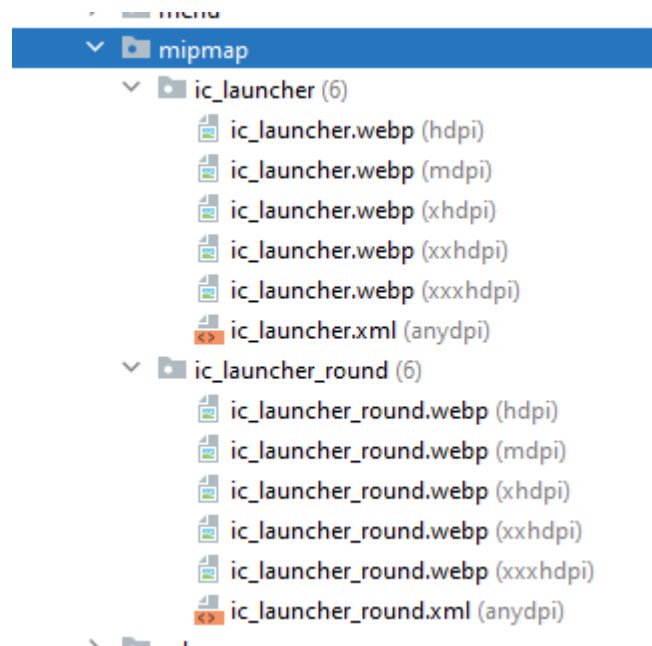 menu
mipmap
ic_launcher (6)
ic_launcher.webp (hdpi)
ic_launcher.webp (mdpi)
ic_launcher.webp (xhdpi)
ic_launcher.webp (xxhdpi)
ic_launcher.webp (xxxhdpi)
ic_launcher.xml (anydpi)
ic_launcher_round (6)
ic_launcher_round.webp (hdpi)
ic_launcher_round.webp (mdpi)
ic_launcher_round.webp (xhdpi)
ic_launcher_round.webp (xxhdpi)
ic_launcher_round.webp (xxxhdpi)
ic_launcher_round.xml (anydpi)